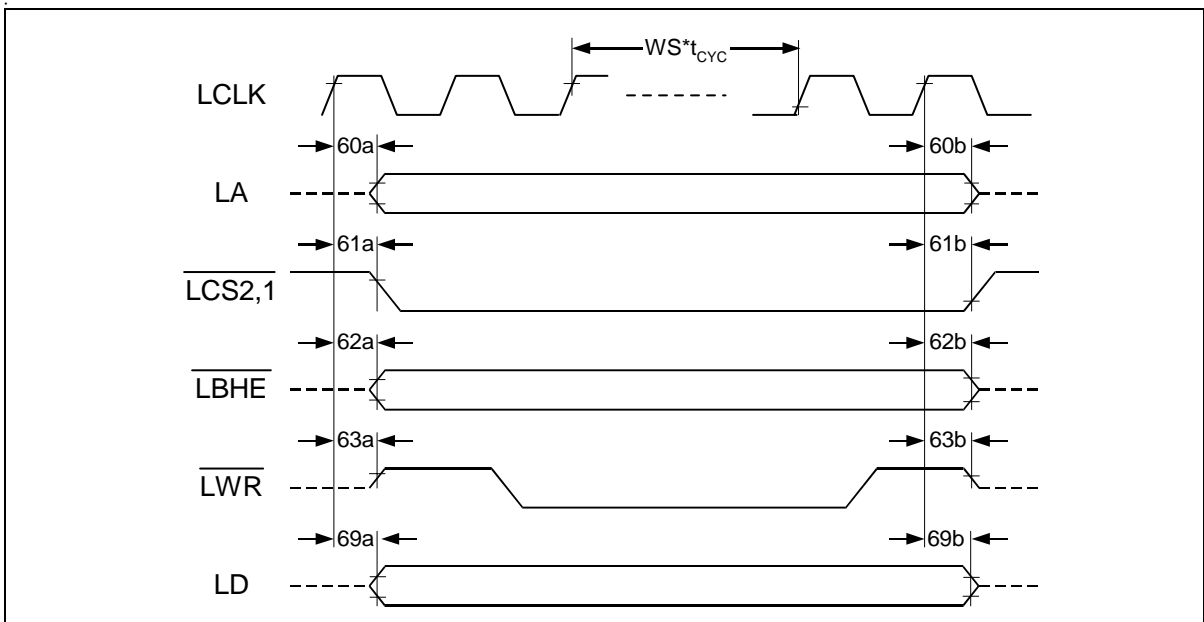 WS*tCYC
LCLK
60a 60b
LA
61a 61b
LCS2,1
62a 62b
LBHE
63a 63b
LWR
69a 69b
LD